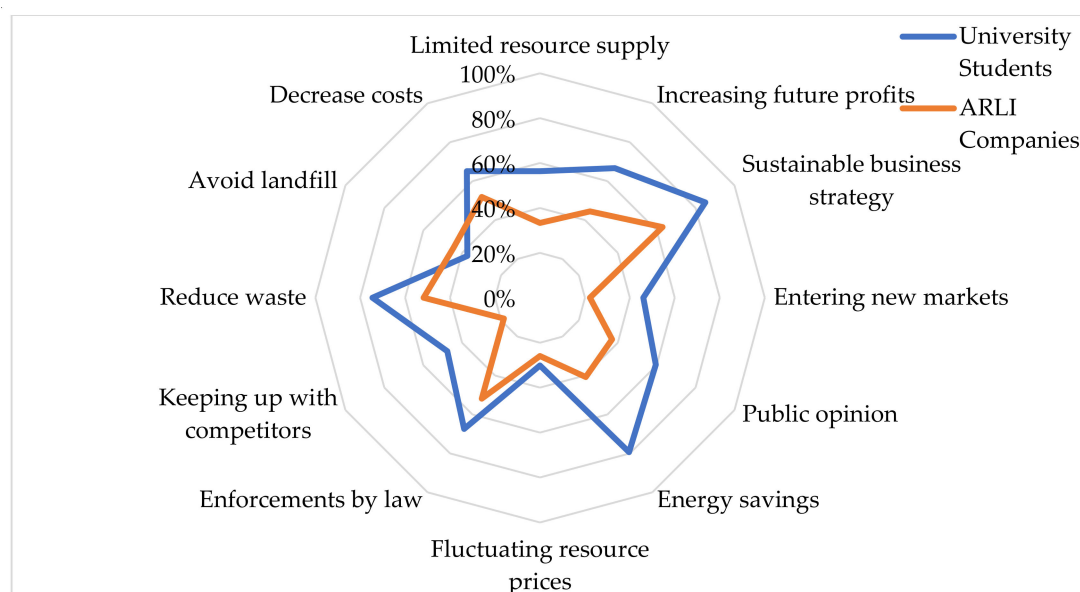 Limited resource supply
Increasing future profits
Sustainable business
strategy
Entering new markets
Public opinion
Energy savings
Fluctuating resource
prices
Enforcements by law
Keeping up with
competitors
Reduce waste
Avoid landfill
Decrease costs
100%
80%
60%
40%
20%
0%
University
Students
ARLI
Companies